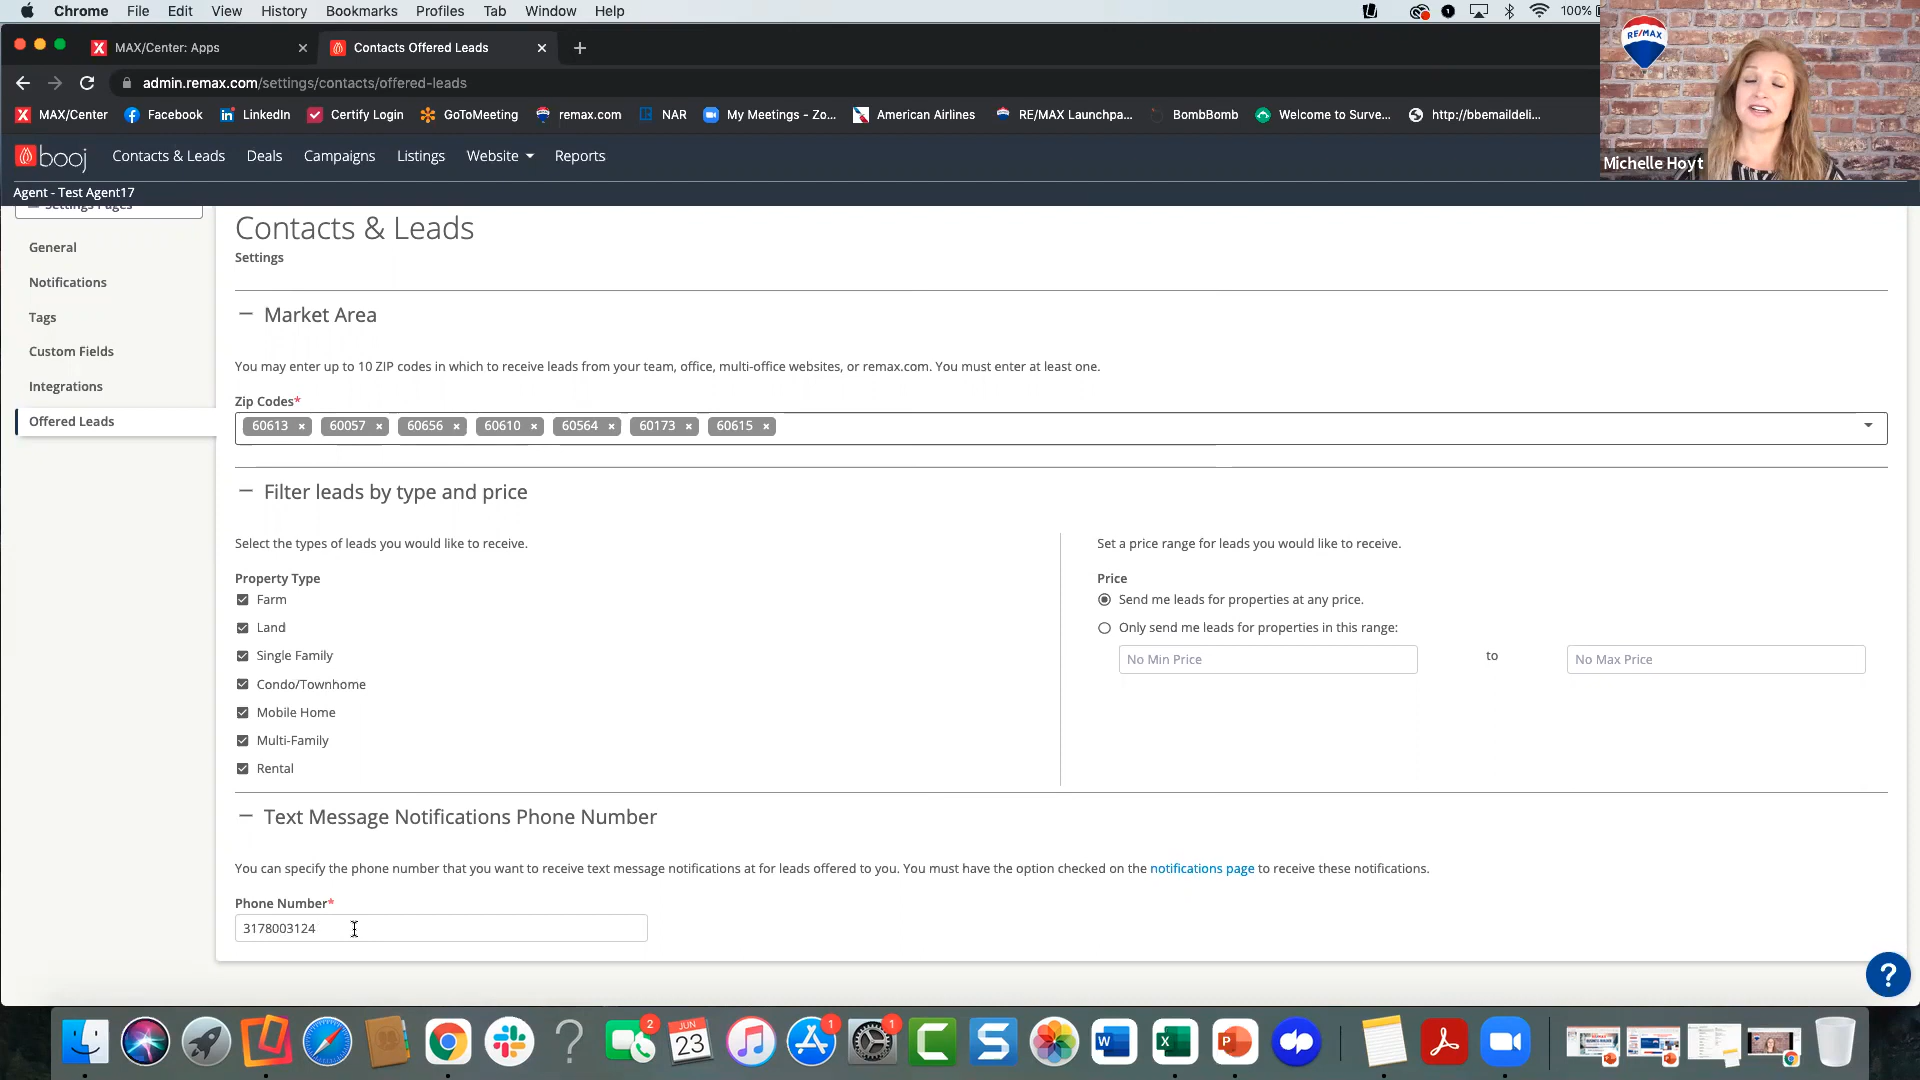 Chrome File Edit View History Bookmarks Profiles Tab Window Help 100%
MAX/Center: Apps Contacts Offered Leads
admin.remax.com/settings/contacts/offered-leads
MAX/Center Facebook LinkedIn Certify Login GoToMeeting remax.com NAR My Meetings - Zo... American Airlines RE/MAX Launchpa... BombBomb Welcome to Surve... http://bbemaildeli...
RE/MAX
Michelle Hoyt
booj Contacts & Leads Deals Campaigns Listings Website Reports
Agent - Test Agent17
Settings Pages
General
Notifications
Tags
Custom Fields
Integrations
Offered Leads
Contacts & Leads
Settings
Market Area
You may enter up to 10 ZIP codes in which to receive leads from your team, office, multi-office websites, or remax.com. You must enter at least one.
Zip Codes*
60613 × 60057 × 60656 × 60610 × 60564 × 60173 × 60615 ×
Filter leads by type and price
Select the types of leads you would like to receive.
Property Type
Farm
Land
Single Family
Condo/Townhome
Mobile Home
Multi-Family
Rental
Set a price range for leads you would like to receive.
Price
Send me leads for properties at any price.
Only send me leads for properties in this range:
No Min Price to No Max Price
Text Message Notifications Phone Number
You can specify the phone number that you want to receive text message notifications at for leads offered to you. You must have the option checked on the notifications page to receive these notifications.
Phone Number*
3178003124
?
2 JUN 23 1 1 W X P